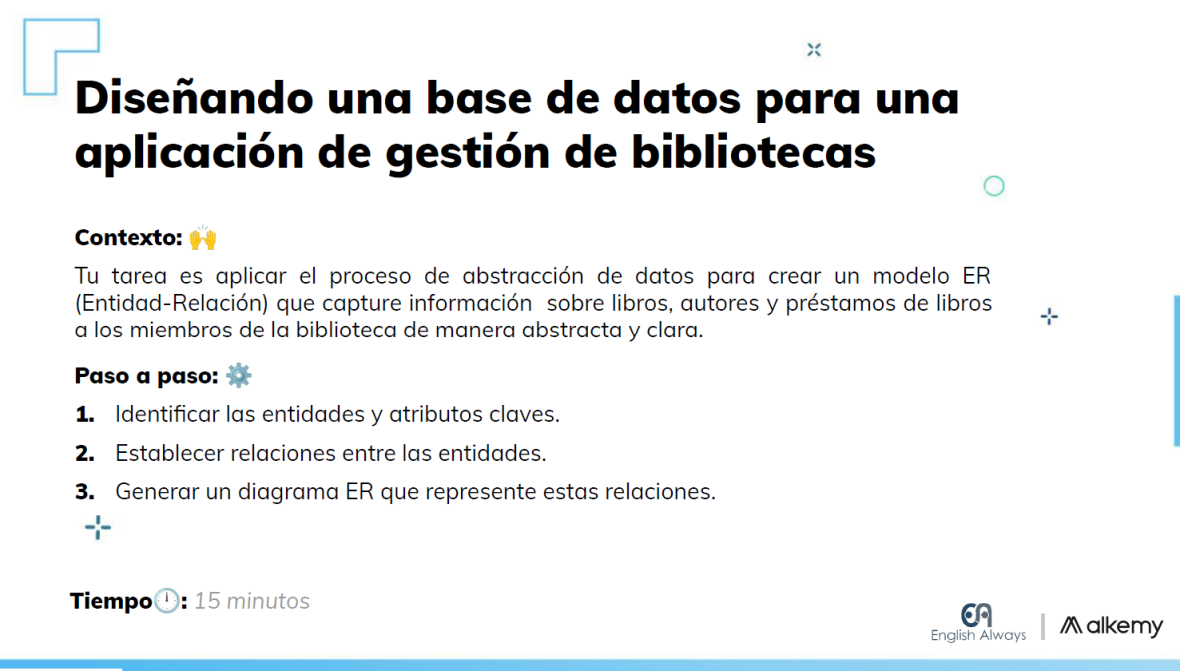 Diseñando una base de datos para una
aplicación de gestión de bibliotecas
Contexto: 🙌
Tu tarea es aplicar el proceso de abstracción de datos para crear un modelo ER
(Entidad-Relación) que capture información sobre libros, autores y préstamos de libros
a los miembros de la biblioteca de manera abstracta y clara.
Paso a paso: ⚙️
1. Identificar las entidades y atributos claves.
2. Establecer relaciones entre las entidades.
3. Generar un diagrama ER que represente estas relaciones.
Tiempo🕛: 15 minutos
English Always
alkemy